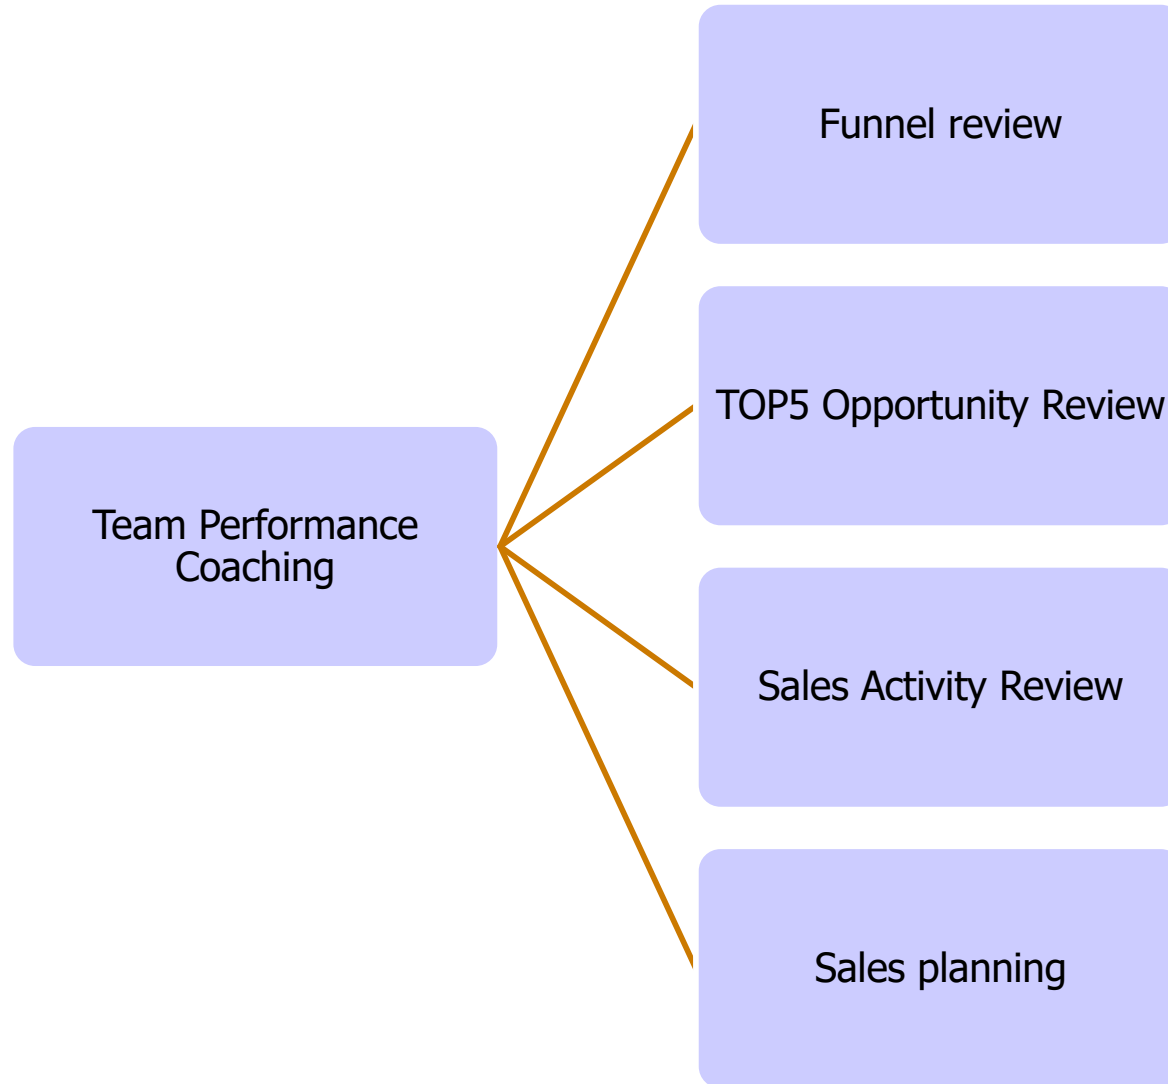 Funnel review
TOP5 Opportunity Review
Team Performance
Coaching
Sales Activity Review
Sales planning